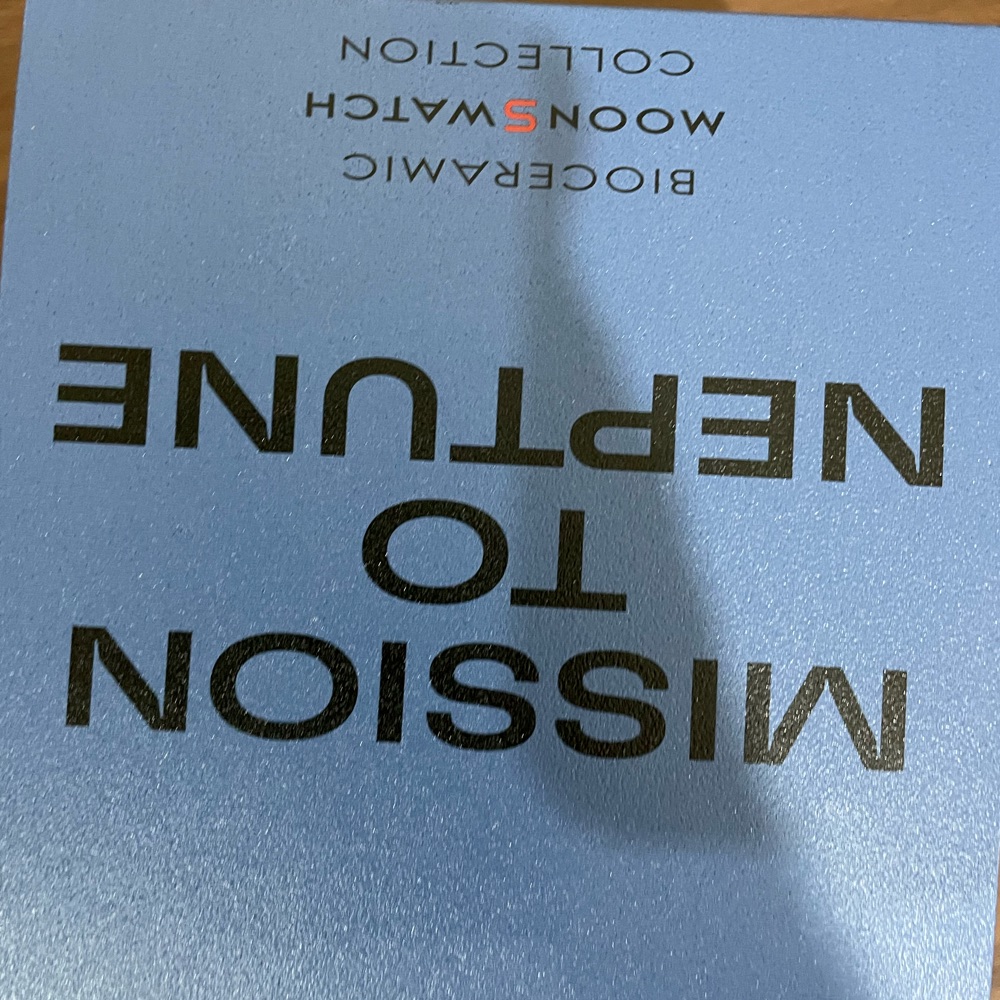 MISSION
TO
NEPTUNE
BIOCERAMIC
MOONSWATCH
COLLECTION